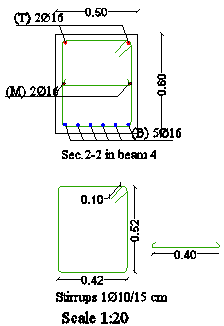 0.50
(T) 2Ø16
0.60
(M) 2Ø16
(B) 5Ø16
Sec.2-2 in beam 4
0.10
0.52
0.40
0.42
Stirrups 1Ø10/15 cm
Scale 1:20